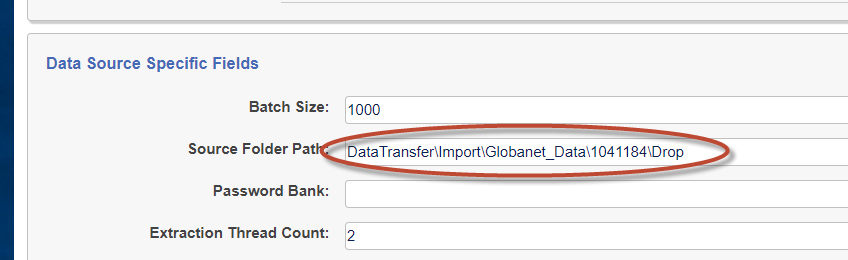 Data Source Specific Fields
Batch Size: 1000
Source Folder Path: DataTransfer\Import\Globanet_Data\1041184\Drop
Password Bank:
Extraction Thread Count: 2